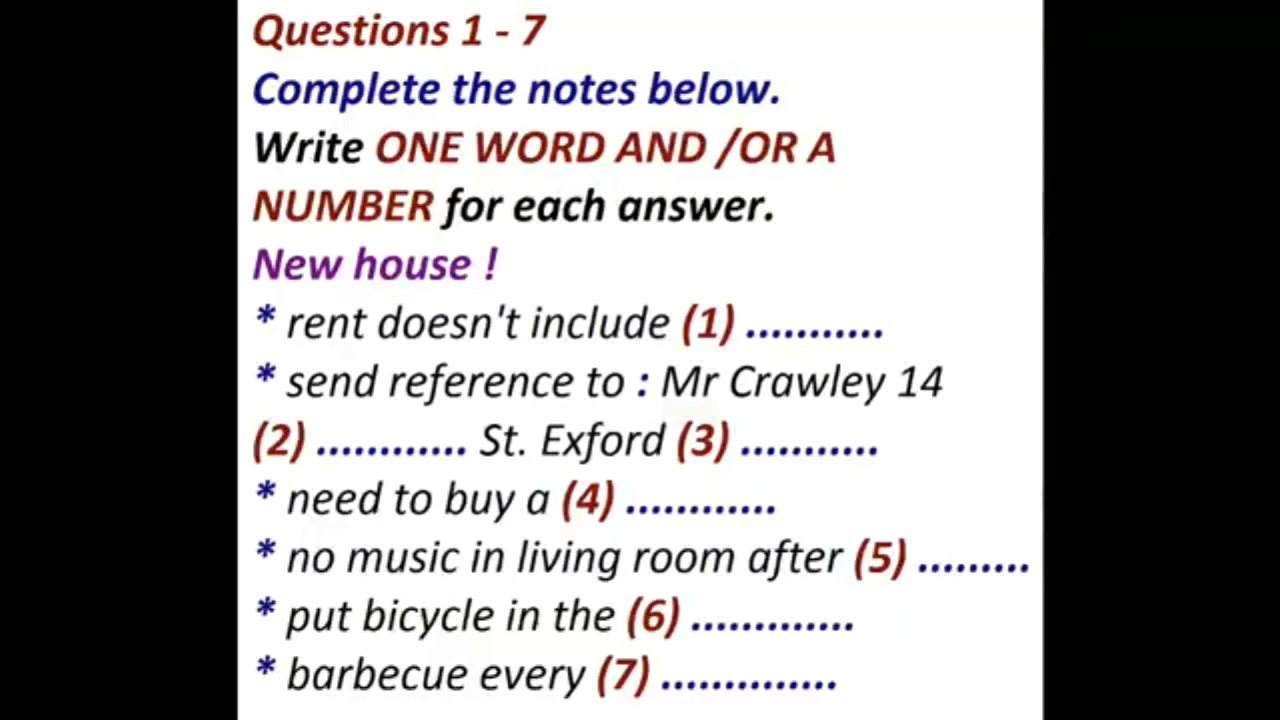 Questions 1 - 7
Complete the notes below.
Write ONE WORD AND /OR A
NUMBER for each answer.
New house !
* rent doesn't include (1) ...........
* send reference to : Mr Crawley 14
(2) ............ St. Exford (3) ...........
* need to buy a (4) ............
* no music in living room after (5) .........
* put bicycle in the (6) .............
* barbecue every (7) ..............